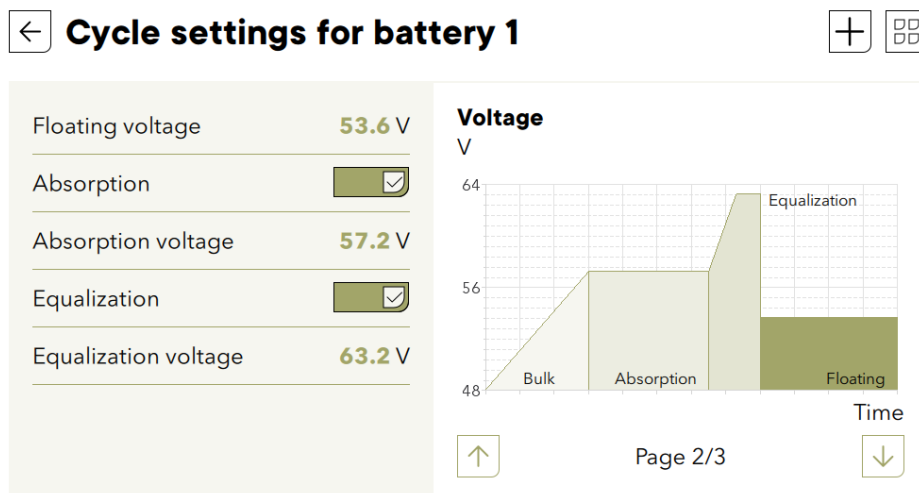 Cycle settings for battery 1
Floating voltage 53.6 V
Absorption
Absorption voltage 57.2 V
Equalization
Equalization voltage 63.2 V
Voltage
V
64
Equalization
56
Bulk Absorption Floating
48
Time
Page 2/3